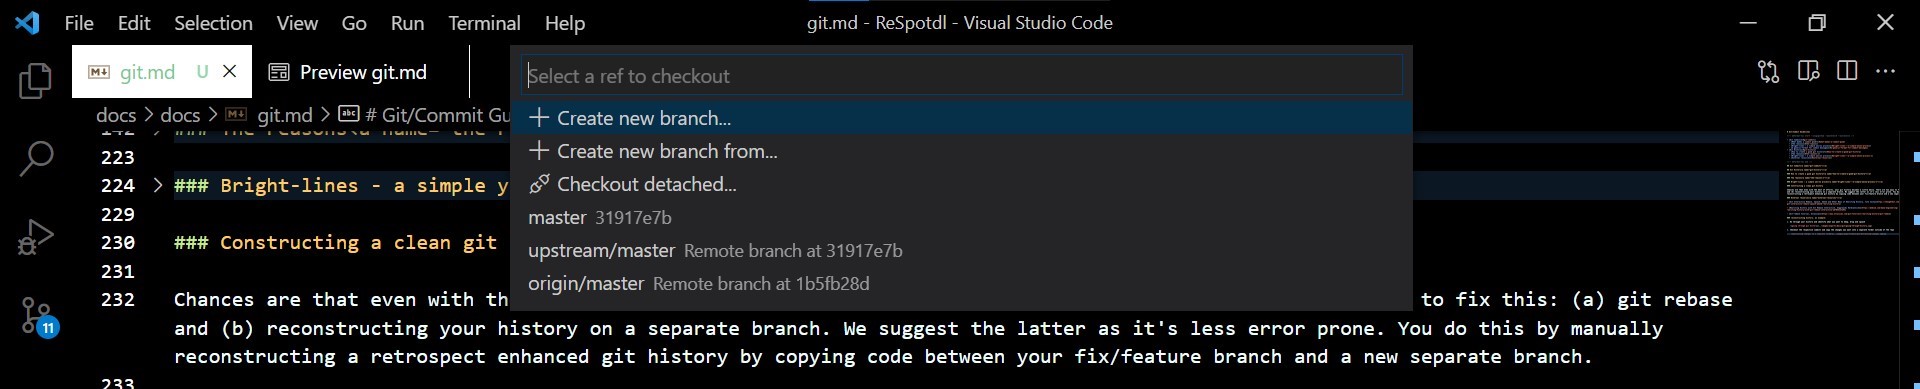 File Edit Selection View Go Run Terminal Help git.md - ReSpotdl - Visual Studio Code
git.md U Preview git.md
Select a ref to checkout
docs docs git.md # Git/Commit Gu
Create new branch...
Create new branch from...
Checkout detached...
master 31917e7b
upstream/master Remote branch at 31917e7b
origin/master Remote branch at 1b5fb28d
223
224 ### Bright-lines - a simple y
229
230 ### Constructing a clean git
231
232 Chances are that even with th to fix this: (a) git rebase
and (b) reconstructing your history on a separate branch. We suggest the latter as it's less error prone. You do this by manually
reconstructing a retrospect enhanced git history by copying code between your fix/feature branch and a new separate branch.
233
11